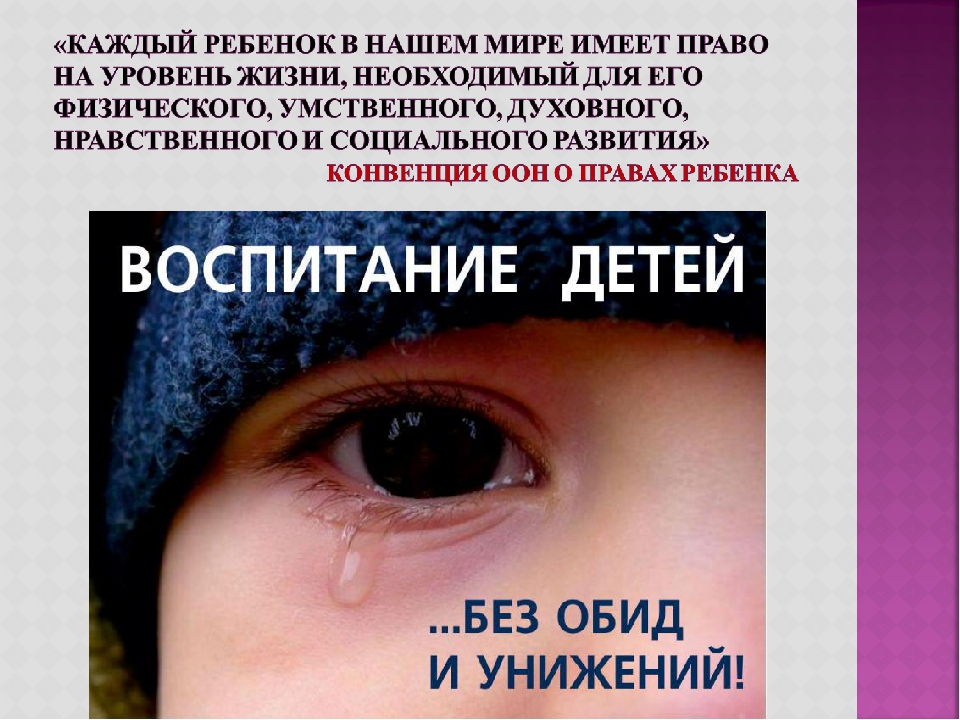 «КАЖДЫЙ РЕБЕНОК В НАШЕМ МИРЕ ИМЕЕТ ПРАВО
НА УРОВЕНЬ ЖИЗНИ, НЕОБХОДИМЫЙ ДЛЯ ЕГО
ФИЗИЧЕСКОГО, УМСТВЕННОГО, ДУХОВНОГО,
НРАВСТВЕННОГО И СОЦИАЛЬНОГО РАЗВИТИЯ»
КОНВЕНЦИЯ ООН О ПРАВАХ РЕБЕНКА
ВОСПИТАНИЕ ДЕТЕЙ
...БЕЗ ОБИД
И УНИЖЕНИЙ!